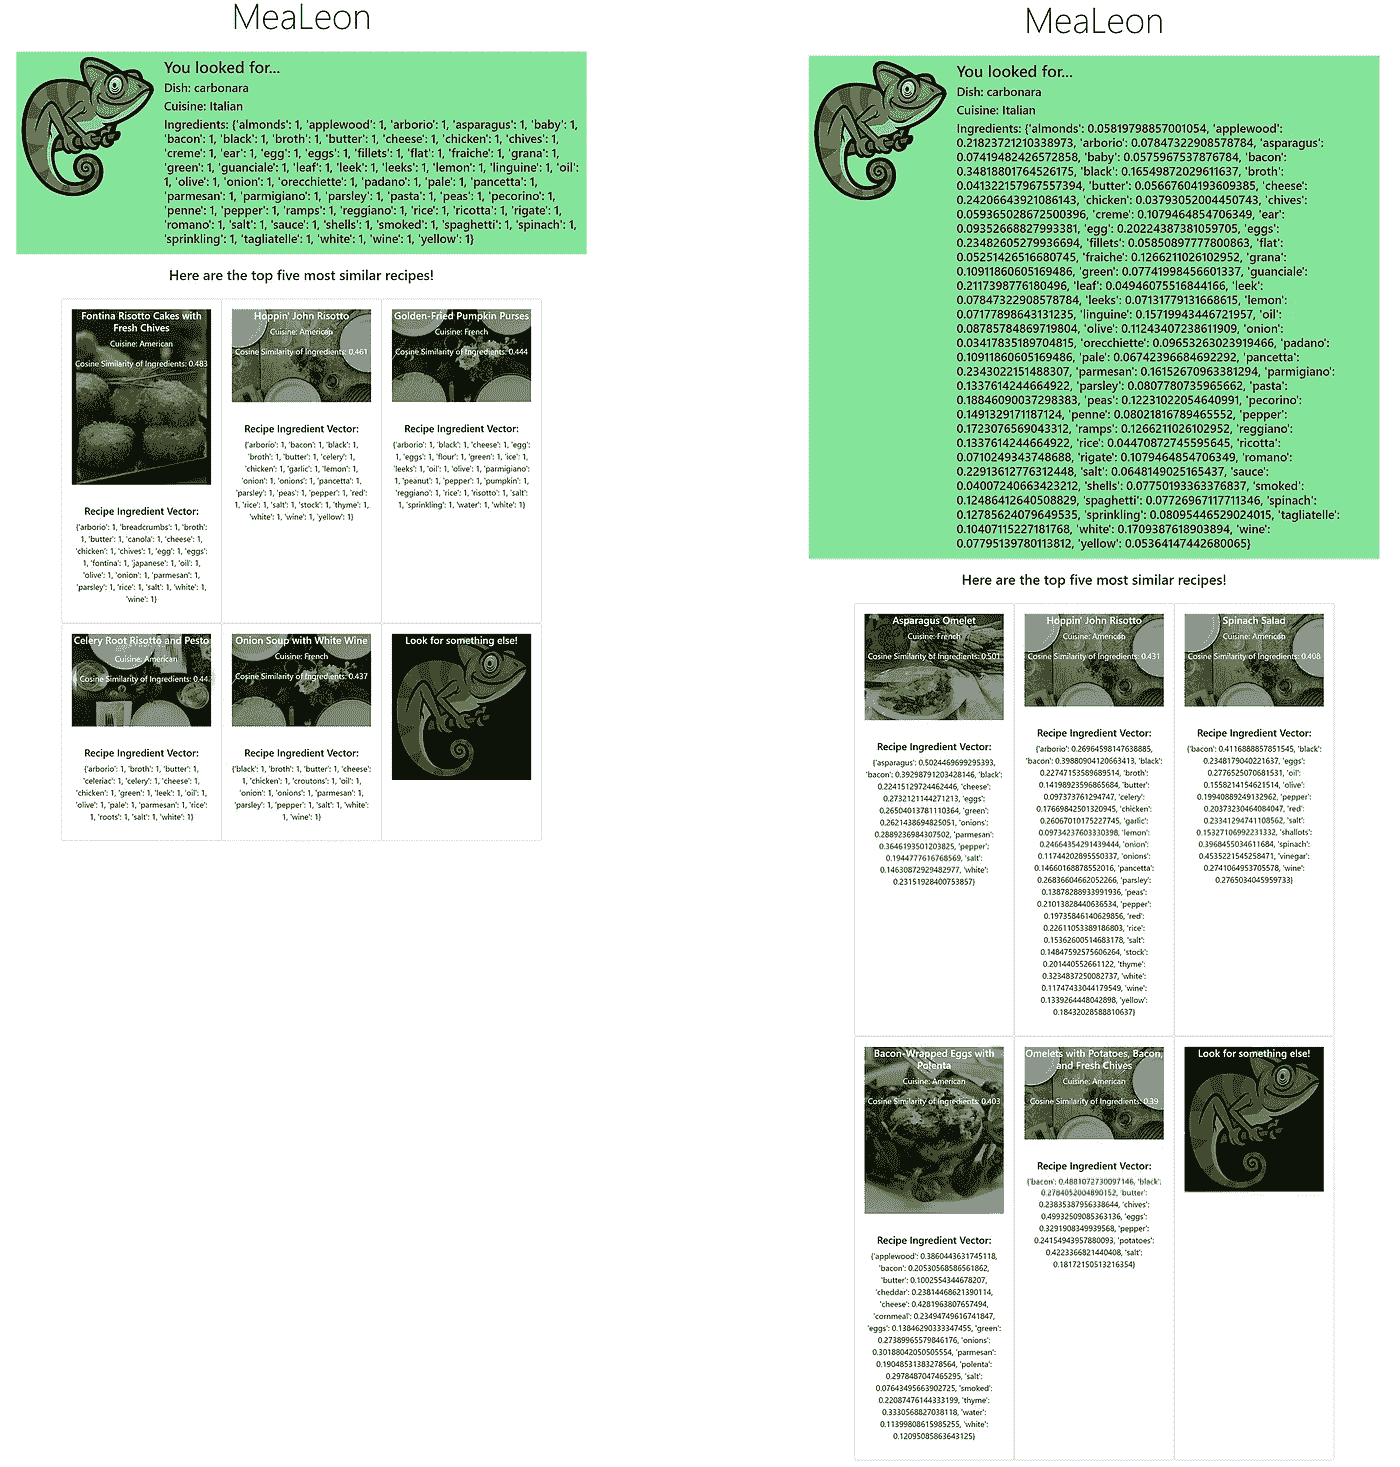 MeaLeon
You looked for...
Dish: carbonara
Cuisine: Italian
Ingredients: {'almonds': 1, 'applewood': 1, 'arborio': 1, 'asparagus': 1, 'baby': 1,
'bacon': 1, 'black': 1, 'broth': 1, 'butter': 1, 'cheese': 1, 'chicken': 1, 'chives': 1,
'creme': 1, 'ear': 1, 'egg': 1, 'eggs': 1, 'fillets': 1, 'flat': 1, 'fraiche': 1, 'grana': 1,
'green': 1, 'guanciale': 1, 'leaf': 1, 'leek': 1, 'leeks': 1, 'lemon': 1, 'linguine': 1, 'oil':
1, 'olive': 1, 'onion': 1, 'orecchiette': 1, 'padano': 1, 'pale': 1, 'pancetta': 1,
'parmesan': 1, 'parmigiano': 1, 'parsley': 1, 'pasta': 1, 'peas': 1, 'pecorino': 1,
'penne': 1, 'pepper': 1, 'ramps': 1, 'reggiano': 1, 'rice': 1, 'ricotta': 1, 'rigate': 1,
'romano': 1, 'salt': 1, 'sauce': 1, 'shells': 1, 'smoked': 1, 'spaghetti': 1, 'spinach': 1,
'sprinkling': 1, 'tagliatelle': 1, 'white': 1, 'wine': 1, 'yellow': 1}
Here are the top five most similar recipes!
Fontina Risotto Cakes with
Fresh Chives
Cuisine: American
Cosine Similarity of Ingredients: 0.483
Recipe Ingredient Vector:
{'arborio': 1, 'breadcrumbs': 1, 'broth':
1, 'butter': 1, 'canola': 1, 'cheese': 1,
'chicken': 1, 'chives': 1, 'egg': 1, 'eggs':
1, 'fontina': 1, 'japanese': 1, 'oil': 1,
'olive': 1, 'onion': 1, 'parmesan': 1,
'parsley': 1, 'rice': 1, 'salt': 1, 'white': 1,
'wine': 1}
Hoppin' John Risotto
Cuisine: American
Cosine Similarity of Ingredients: 0.461
Recipe Ingredient Vector:
{'arborio': 1, 'bacon': 1, 'black': 1,
'broth': 1, 'butter': 1, 'celery': 1,
'chicken': 1, 'garlic': 1, 'lemon': 1,
'onion': 1, 'onions': 1, 'pancetta': 1,
'parsley': 1, 'peas': 1, 'pepper': 1, 'red':
1, 'rice': 1, 'salt': 1, 'stock': 1, 'thyme': 1,
'white': 1, 'wine': 1, 'yellow': 1}
Golden-Fried Pumpkin Purses
Cuisine: French
Cosine Similarity of Ingredients: 0.444
Recipe Ingredient Vector:
{'arborio': 1, 'black': 1, 'cheese': 1, 'egg':
1, 'eggs': 1, 'flour': 1, 'green': 1, 'ice': 1,
'leeks': 1, 'oil': 1, 'olive': 1, 'parmigiano':
1, 'peanut': 1, 'pepper': 1, 'pumpkin': 1,
'reggiano': 1, 'rice': 1, 'risotto': 1, 'salt':
1, 'sprinkling': 1, 'water': 1, 'white': 1}
Celery Root Risotto and Pesto
Cuisine: American
Cosine Similarity of Ingredients: 0.44
Recipe Ingredient Vector:
{'arborio': 1, 'broth': 1, 'butter': 1,
'celeriac': 1, 'celery': 1, 'cheese': 1,
'chicken': 1, 'green': 1, 'leek': 1, 'oil': 1,
'olive': 1, 'pale': 1, 'parmesan': 1, 'rice':
1, 'roots': 1, 'salt': 1, 'white': 1}
Onion Soup with White Wine
Cuisine: French
Cosine Similarity of Ingredients: 0.437
Recipe Ingredient Vector:
{'black': 1, 'broth': 1, 'butter': 1, 'cheese':
1, 'chicken': 1, 'croutons': 1, 'oil': 1,
'onion': 1, 'onions': 1, 'parmesan': 1,
'parsley': 1, 'pepper': 1, 'salt': 1, 'white':
1, 'wine': 1}
Look for something else!
MeaLeon
You looked for...
Dish: carbonara
Cuisine: Italian
Ingredients: {'almonds': 0.05819798857001054, 'applewood':
0.21823721210338973, 'arborio': 0.07847322908578784, 'asparagus':
0.07419482426572858, 'baby': 0.0575967537876784, 'bacon':
0.34818801764526175, 'black': 0.16549872029611637, 'broth':
0.041322157967557394, 'butter': 0.05667604193609385, 'cheese':
0.24206643921086143, 'chicken': 0.03793052004450743, 'chives':
0.059365028672500396, 'creme': 0.1079464854706349, 'ear':
0.09352668827993381, 'egg': 0.20224387381059705, 'eggs':
0.23482605279936694, 'fillets': 0.05850897777800863, 'flat':
0.05251426516680745, 'fraiche': 0.1266211026102952, 'grana':
0.10911860605169486, 'green': 0.07741998456601337, 'guanciale':
0.2117398776180496, 'leaf': 0.04946075516844166, 'leek':
0.07847322908578784, 'leeks': 0.07131779131668615, 'lemon':
0.07177898643131235, 'linguine': 0.15719943446721957, 'oil':
0.08785784869719804, 'olive': 0.11243407238611909, 'onion':
0.03417835189704815, 'orecchiette': 0.09653263023919466, 'padano':
0.10911860605169486, 'pale': 0.06742396684692292, 'pancetta':
0.2343022151488307, 'parmesan': 0.16152670963381294, 'parmigiano':
0.1337614244664922, 'parsley': 0.0807780735965662, 'pasta':
0.18846090037298383, 'peas': 0.12231022054640991, 'pecorino':
0.1491329171187124, 'penne': 0.08021816789465552, 'pepper':
0.1723076569043312, 'ramps': 0.1266211026102952, 'reggiano':
0.1337614244664922, 'rice': 0.04470872745595645, 'ricotta':
0.0710249343748688, 'rigate': 0.1079464854706349, 'romano':
0.22913612776312448, 'salt': 0.0648149025165437, 'sauce':
0.04007240663423212, 'shells': 0.07750193363376837, 'smoked':
0.12486412640508829, 'spaghetti': 0.07726967117711346, 'spinach':
0.12785624079649535, 'sprinkling': 0.08095446529024015, 'tagliatelle':
0.10407115227181768, 'white': 0.1709387618903894, 'wine':
0.07795139780113812, 'yellow': 0.05364147442680065}
Here are the top five most similar recipes!
Asparagus Omelet
Cuisine: French
Cosine Similarity of Ingredients: 0.501
Recipe Ingredient Vector:
{'asparagus': 0.5024469699295393,
'bacon': 0.39298791203428146, 'black':
0.22415129724462446, 'cheese':
0.2732121144271213, 'eggs':
0.26504013781110364, 'green':
0.2621438694825051, 'onions':
0.2889236984307502, 'parmesan':
0.3646193501203825, 'pepper':
0.1944777616768569, 'salt':
0.14630872929482977, 'white':
0.23151928400753857}
Hoppin' John Risotto
Cuisine: American
Cosine Similarity of Ingredients: 0.431
Recipe Ingredient Vector:
{'arborio': 0.26964598147638885,
'bacon': 0.39880904120663413, 'black':
0.22747153589689514, 'broth':
0.14198923596865684, 'butter':
0.097373761294747, 'celery':
0.17669842501320945, 'chicken':
0.26067010175227745, 'garlic':
0.09734237603330398, 'lemon':
0.24664354291439444, 'onion':
0.11744202895550337, 'onions':
0.14660168878552016, 'pancetta':
0.26836604662052266, 'parsley':
0.13878288933991936, 'peas':
0.21013828440636534, 'pepper':
0.19735846140629856, 'red':
0.22611053389186803, 'rice':
0.15362600514683178, 'salt':
0.14847592575606264, 'stock':
0.201440552661122, 'thyme':
0.3234837250082737, 'white':
0.11747433044179549, 'wine':
0.1339264448042898, 'yellow':
0.18432028588810637}
Spinach Salad
Cuisine: American
Cosine Similarity of Ingredients: 0.408
Recipe Ingredient Vector:
{'bacon': 0.4116888857851545, 'black':
0.2348179040221637, 'eggs':
0.2776525070681531, 'oil':
0.1558214154621514, 'olive':
0.19940889249132962, 'pepper':
0.20373230464084047, 'red':
0.23341294741108562, 'salt':
0.15327106992231332, 'shallots':
0.3968455034611684, 'spinach':
0.4535221545258471, 'vinegar':
0.2741064953705578, 'wine':
0.2765034045959733}
Bacon-Wrapped Eggs with
Polenta
Cuisine: American
Cosine Similarity of Ingredients: 0.403
Recipe Ingredient Vector:
{'applewood': 0.3860443631745118,
'bacon': 0.20530568586561862,
'butter': 0.1002554344678207,
'cheddar': 0.23814468621390114,
'cheese': 0.4281963807657494,
'cornmeal': 0.23494749616741847,
'eggs': 0.13846290333347455, 'green':
0.27389965579846176, 'onions':
0.30188042050505554, 'parmesan':
0.19048531383278564, 'polenta':
0.2978487047465295, 'salt':
0.07643495663902725, 'smoked':
0.22087476144333199, 'thyme':
0.3330568827038118, 'water':
0.11399808615985255, 'white':
0.12095085863643125}
Omelets with Potatoes, Bacon,
and Fresh Chives
Cuisine: American
Cosine Similarity of Ingredients: 0.39
Recipe Ingredient Vector:
{'bacon': 0.4881072730097146, 'black':
0.2784052004890152, 'butter':
0.23835387956338644, 'chives':
0.49932509085363136, 'eggs':
0.3291908349939568, 'pepper':
0.24154943957880093, 'potatoes':
0.4223366821440408, 'salt':
0.18172150513216354}
Look for something else!